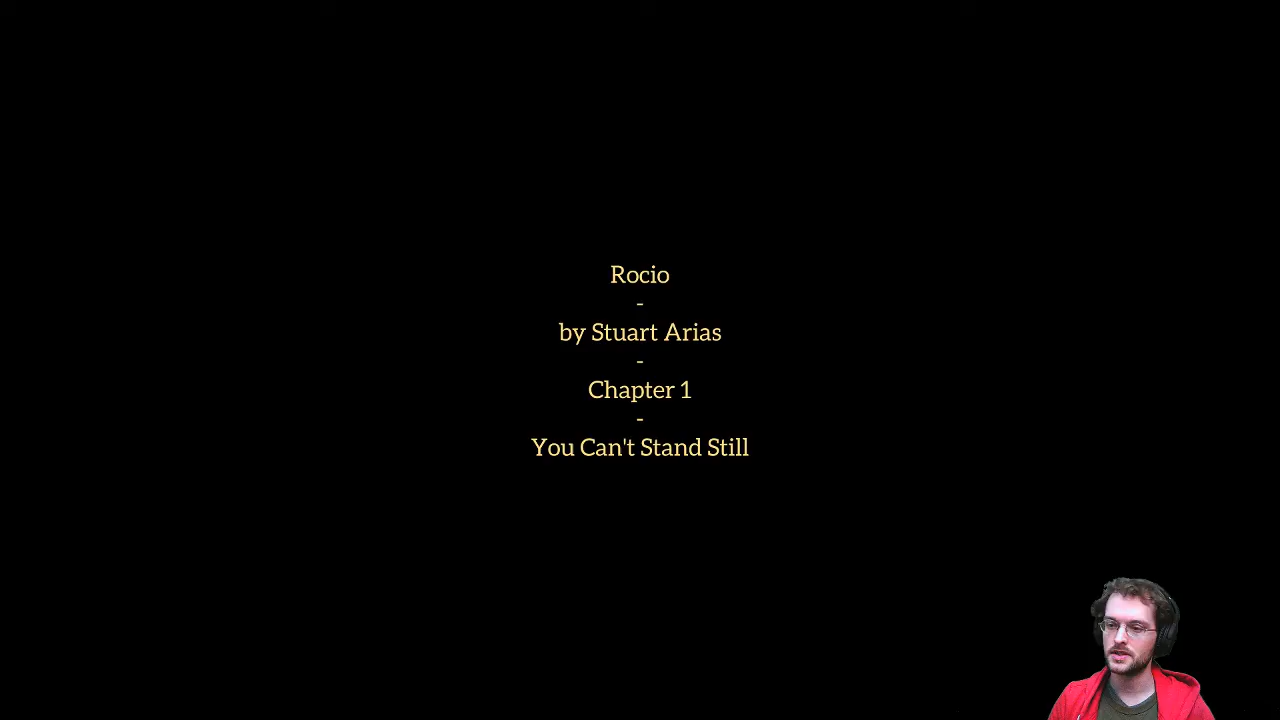 Rocio
-
by Stuart Arias
-
Chapter 1
-
You Can't Stand Still